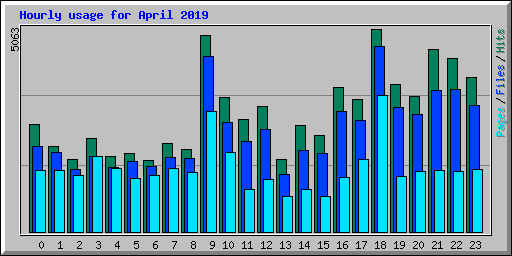 Hourly usage for April 2019
5063
Pages/Files/Hits
0 1 2 3 4 5 6 7 8 9 10 11 12 13 14 15 16 17 18 19 20 21 22 23